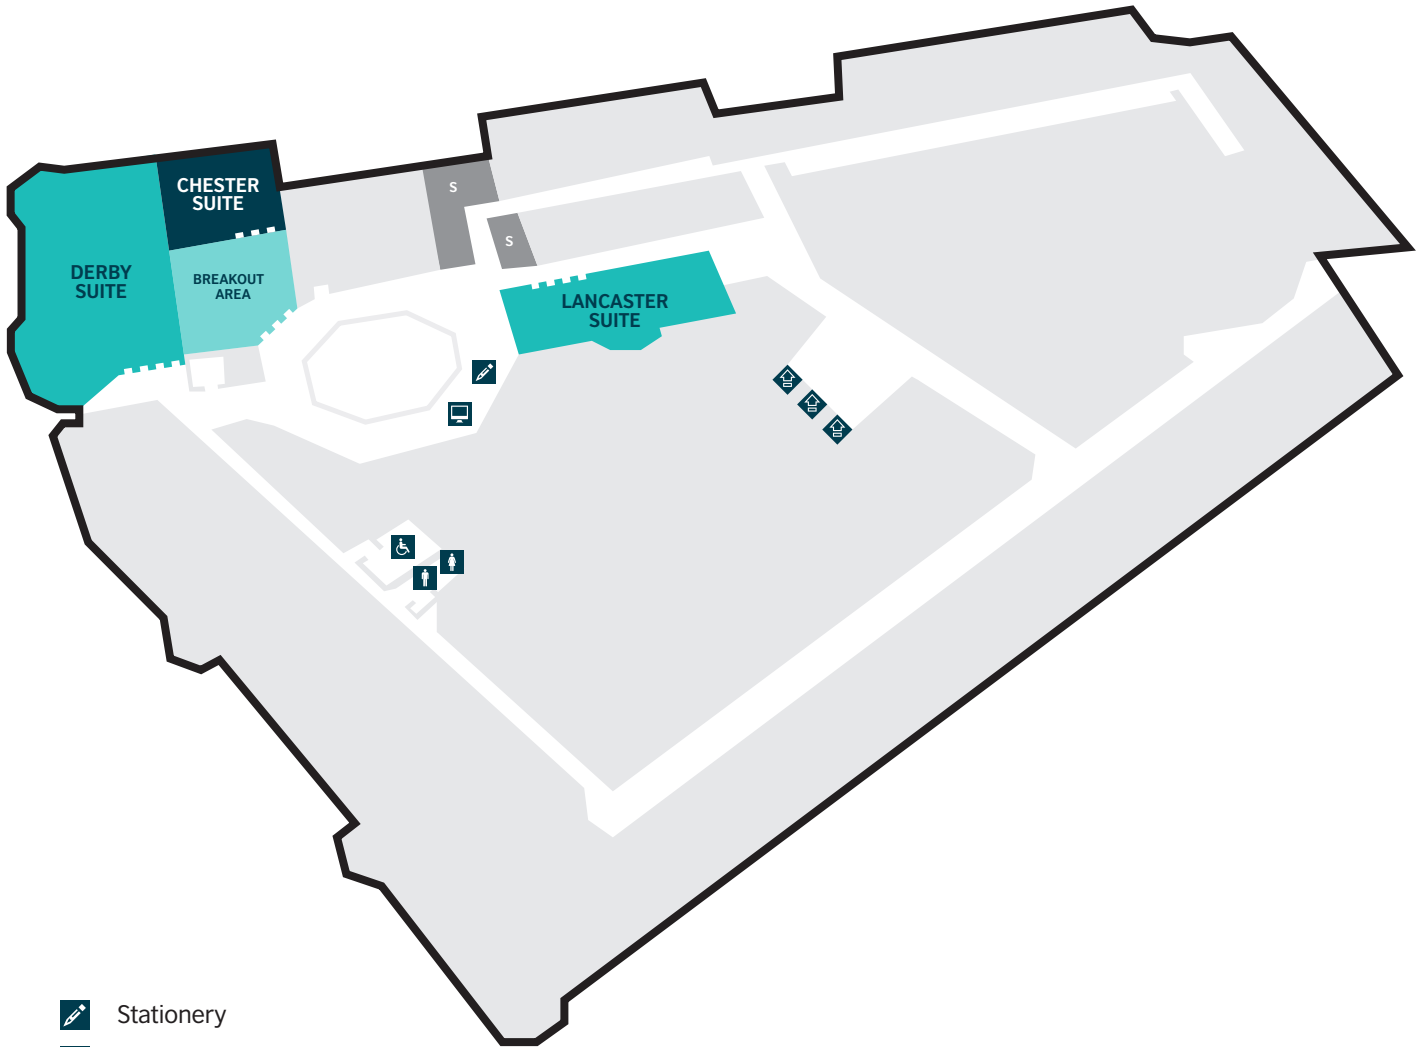 CHESTER
SUITE
S
DERBY
SUITE
BREAKOUT
AREA
S
LANCASTER
SUITE
Stationery